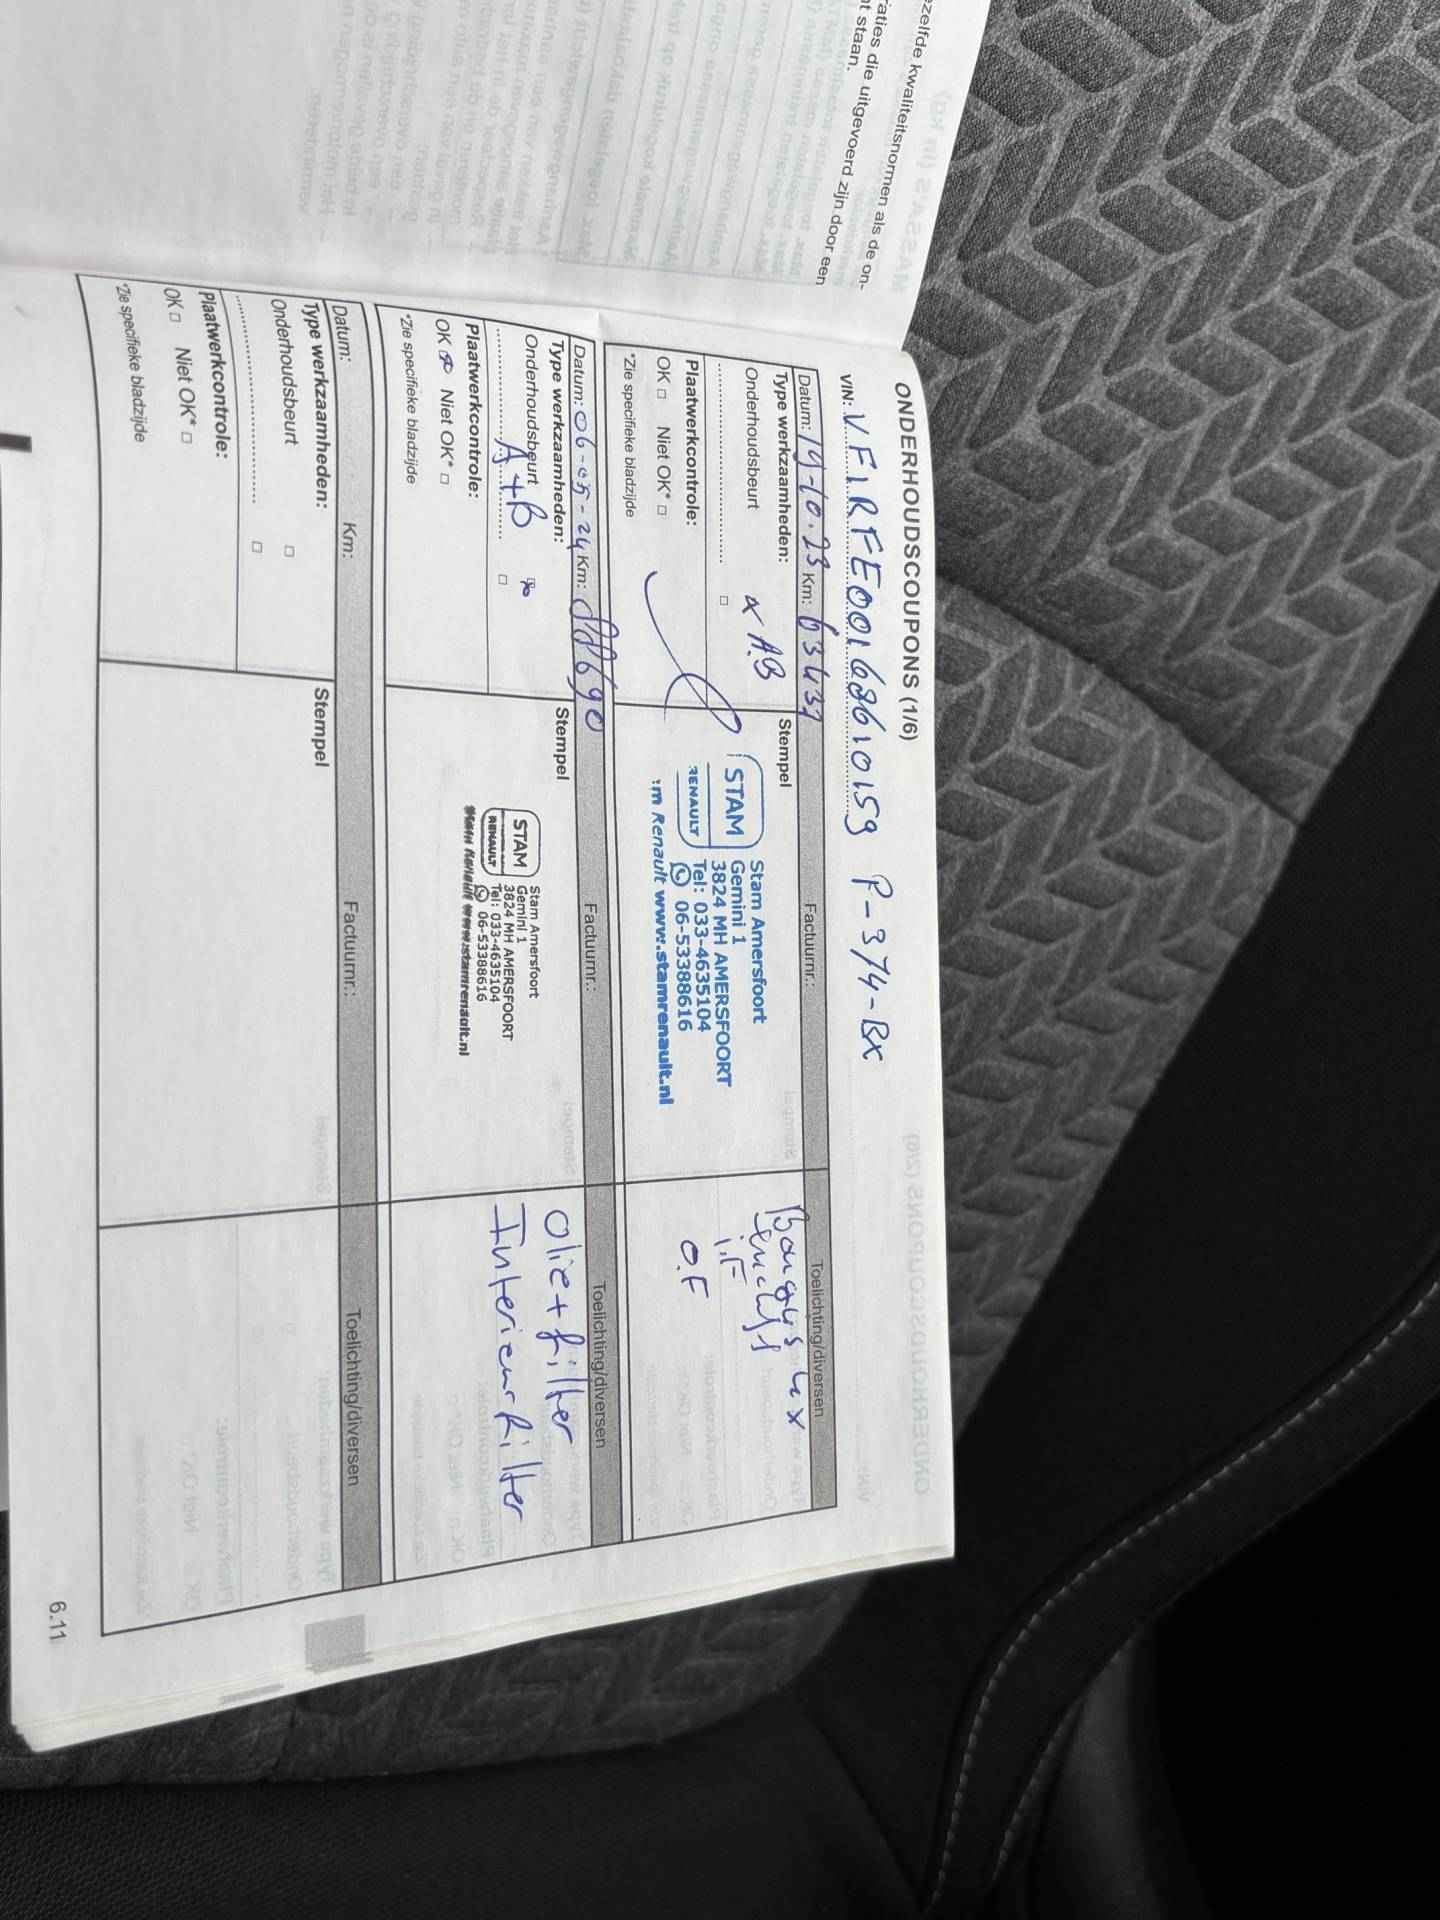 ezelfde kwaliteitsnormen als de on-
raties die uitgevoerd zijn door een
t staan.
ONDERHOUDSCOUPONS (1/6)
VIN: VF1RFE00168610159 P-374-BX
Datum: 19-10-23 Km: 63437 Factuurnr.: Toelichting/diversen
Type werkzaamheden:
Onderhoudsbeurt A.B
Plaatwerkcontrole:
OK □ Niet OK* □
*Zie specifieke bladzijde
Stempel
STAM
RENAULT
Stam Amersfoort
Gemini 1
3824 MH AMERSFOORT
Tel: 033-4635104
06-53388616
m Renault www.stamrenault.nl
I.F
O.F
Datum: 06-05-24 Km: Factuurnr.: Toelichting/diversen
Type werkzaamheden:
Onderhoudsbeurt
A+B
Plaatwerkcontrole:
OK Niet OK* □
*Zie specifieke bladzijde
Stempel
STAM
RENAULT
Stam Amersfoort
Gemini 1
3824 MH AMERSFOORT
Tel: 033-4635104
06-53388616
www.stamrenault.nl
Olie+filter
Interieurfilter
Datum: Km: Factuurnr.: Toelichting/diversen
Type werkzaamheden:
Onderhoudsbeurt □
Plaatwerkcontrole:
OK □ Niet OK* □
*Zie specifieke bladzijde
Stempel
6.11